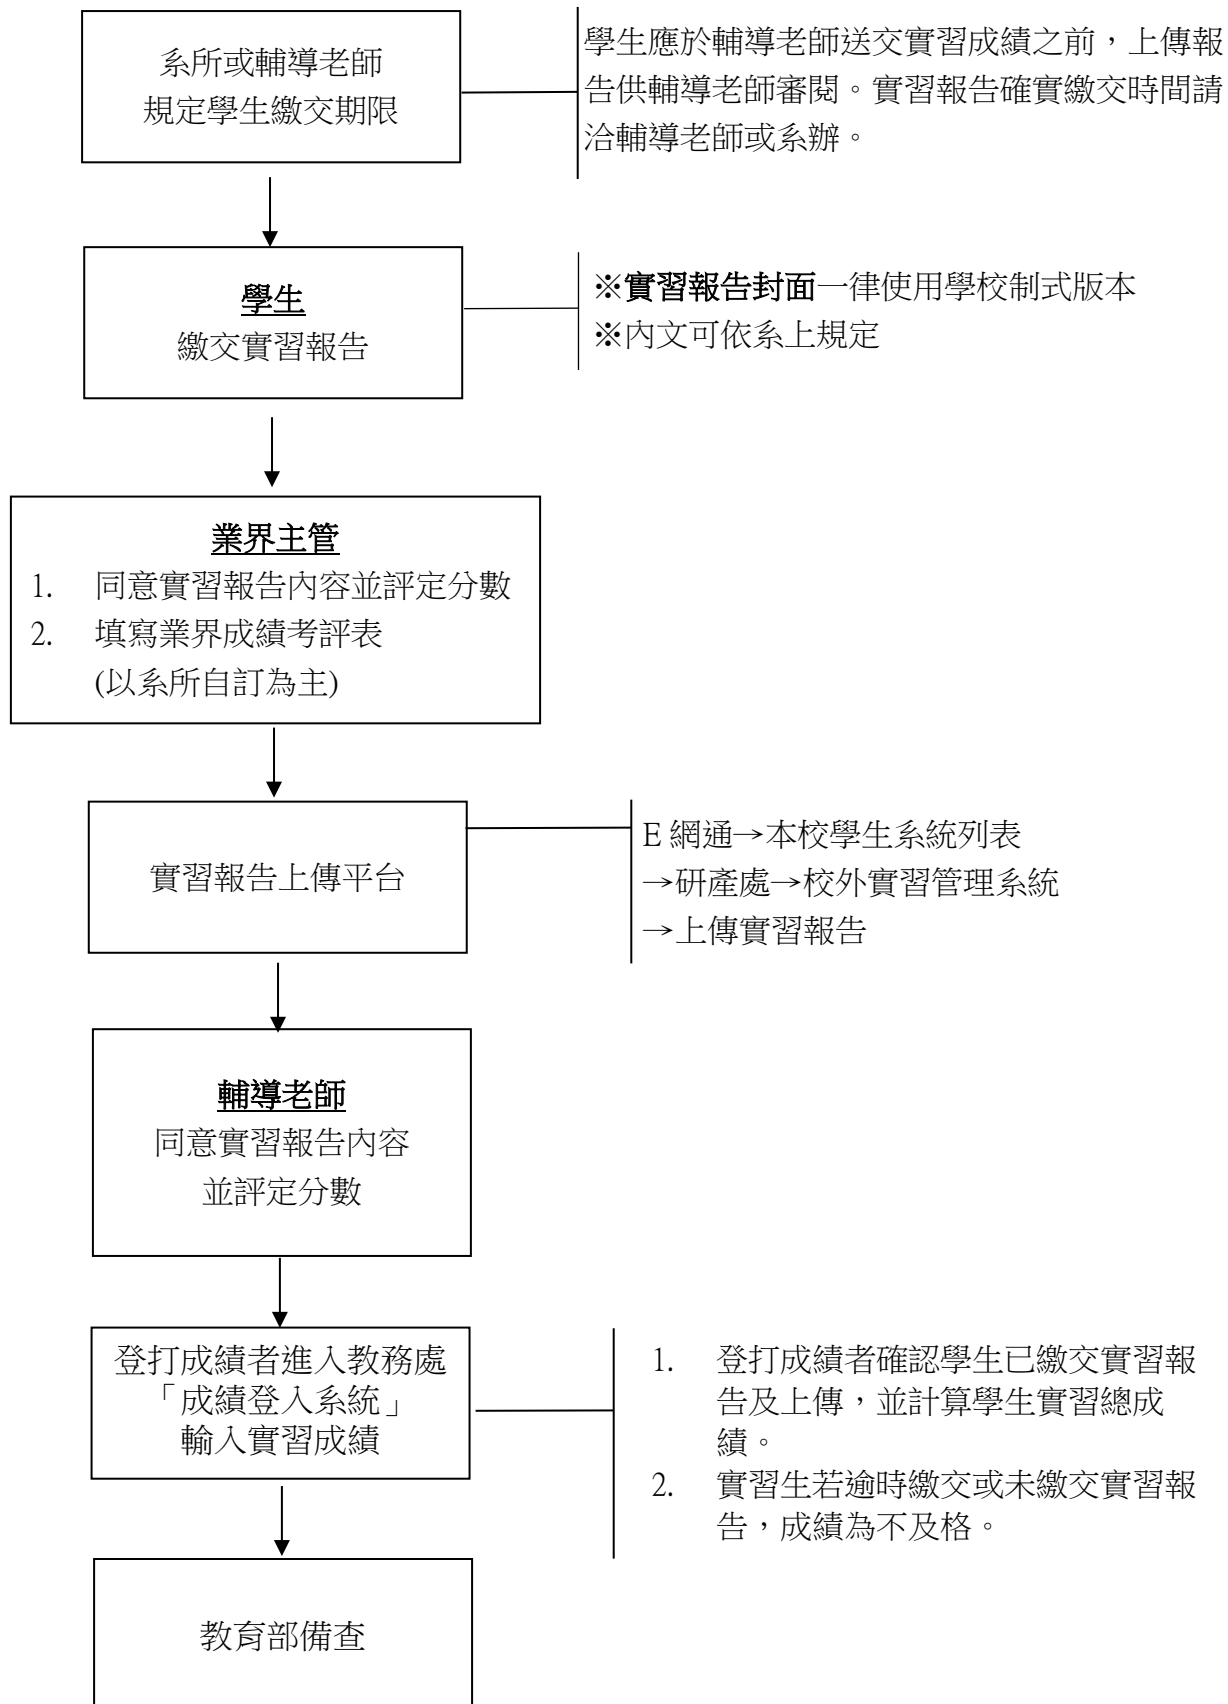 系所或輔導老師
規定學生繳交期限
學生應於輔導老師送交實習成績之前，上傳報
告供輔導老師審閱。實習報告確實繳交時間請
洽輔導老師或系辦。
學生
繳交實習報告
※實習報告封面一律使用學校制式版本
※內文可依系上規定
業界主管
1. 同意實習報告內容並評定分數
2. 填寫業界成績考評表
(以系所自訂為主)
實習報告上傳平台
E 網通→本校學生系統列表
→研產處→校外實習管理系統
→上傳實習報告
輔導老師
同意實習報告內容
並評定分數
登打成績者進入教務處
「成績登入系統」
輸入實習成績
1. 登打成績者確認學生已繳交實習報
告及上傳，並計算學生實習總成
績。
2. 實習生若逾時繳交或未繳交實習報
告，成績為不及格。
教育部備查